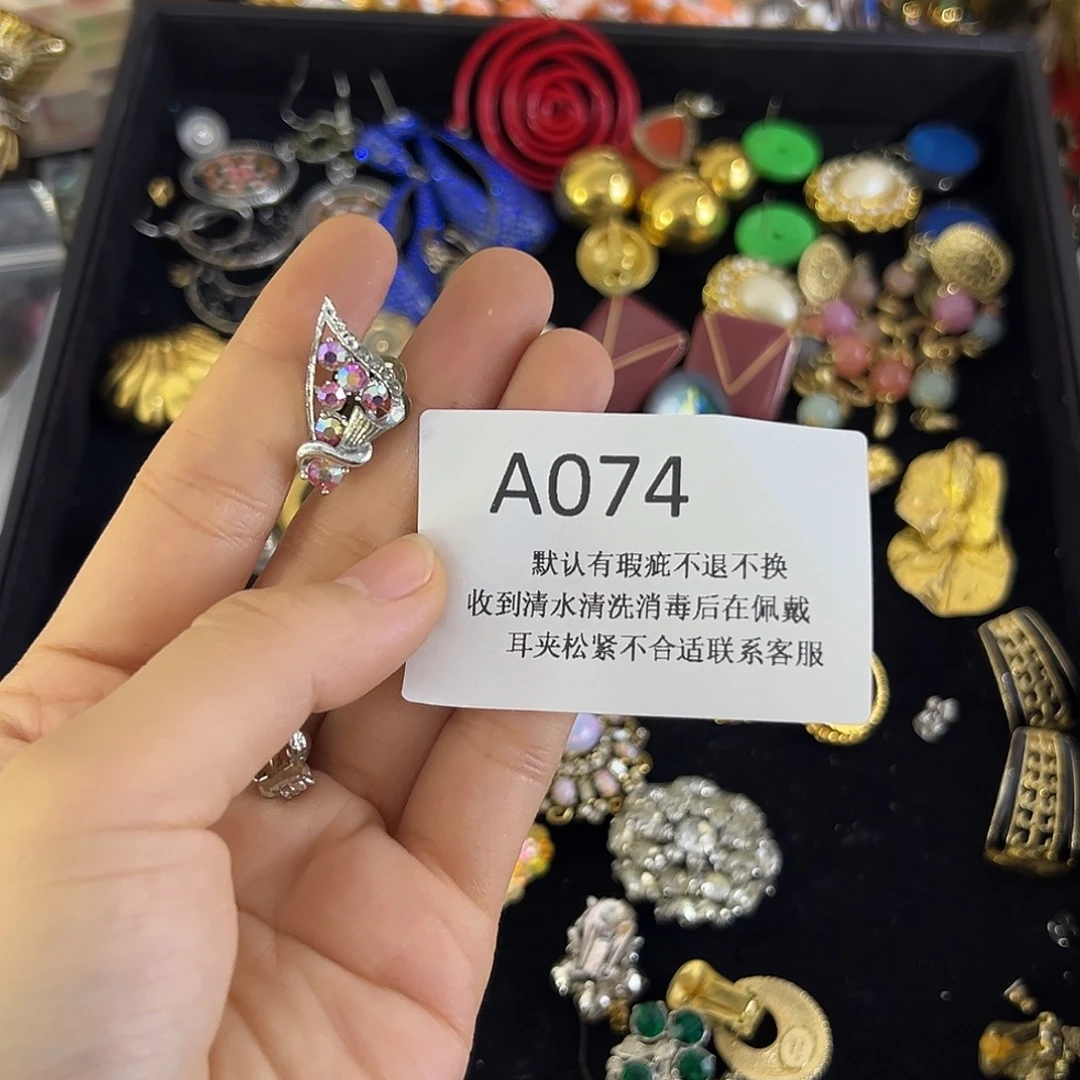 A074
默认有瑕疵不退不换
收到清水清洗消毒后在佩戴
耳夹松紧不合适联系客服